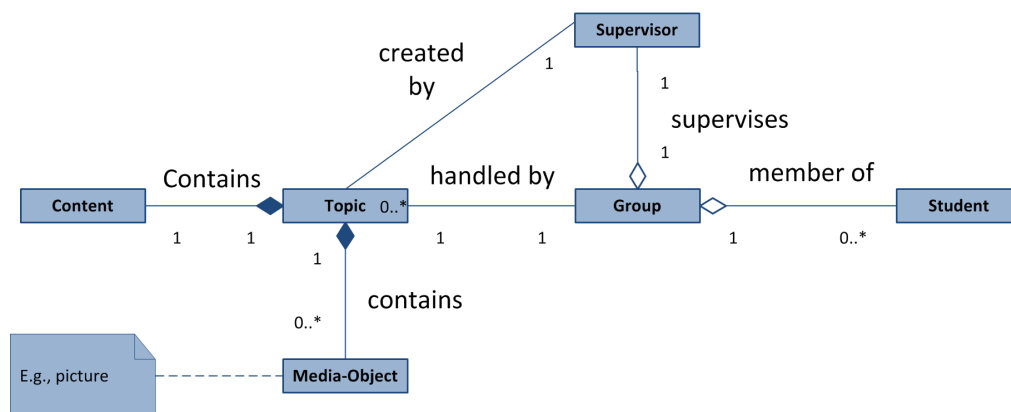 Supervisor
created
by
1
1
supervises
1
Contains
handled by
member of
Content
Topic
0..*
Group
Student
1
1
1
1
1
0..*
1
contains
0..*
E.g., picture
Media-Object